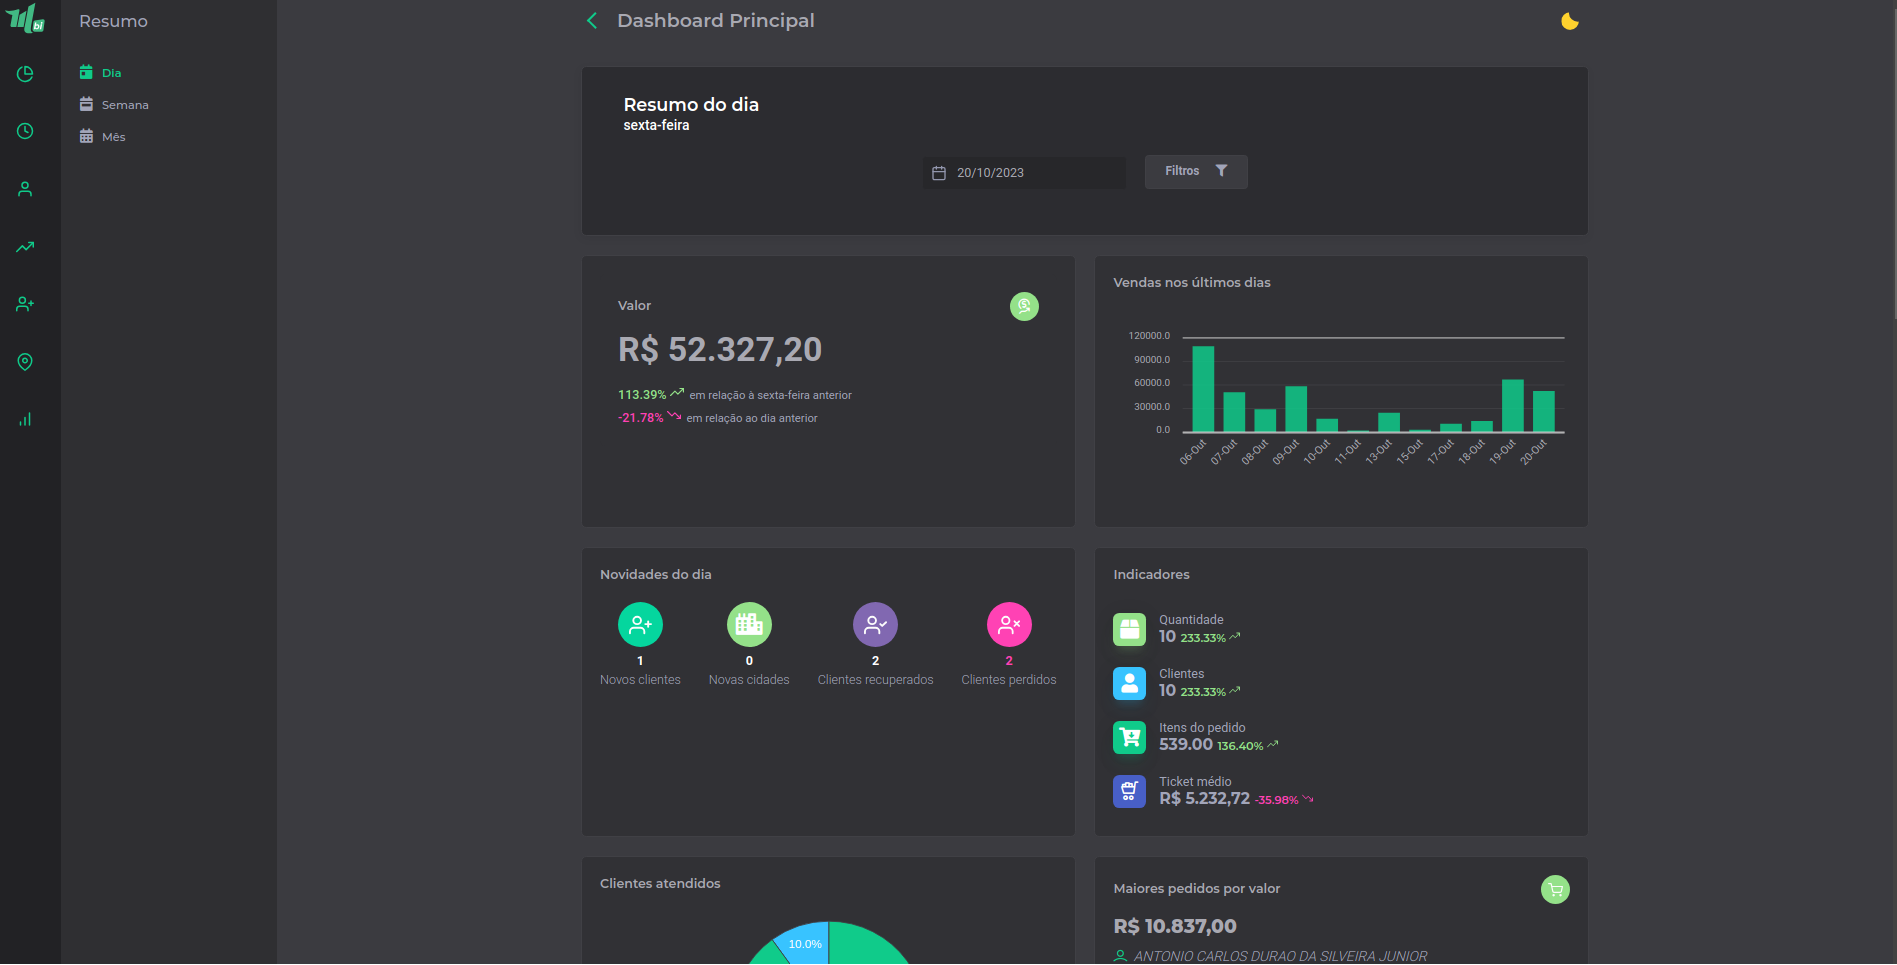 bi
Resumo
Dia
Semana
Mês
Dashboard Principal
Resumo do dia
sexta-feira
20/10/2023
Filtros
Valor
R$ 52.327,20
113.39% em relação à sexta-feira anterior
-21.78% em relação ao dia anterior
Vendas nos últimos dias
120000.0
90000.0
60000.0
30000.0
0.0
06-Out 07-Out 08-Out 09-Out 10-Out 11-Out 13-Out 15-Out 17-Out 18-Out 19-Out 20-Out
Novidades do dia
1 0 2 2
Novos clientes Novas cidades Clientes recuperados Clientes perdidos
Indicadores
Quantidade
10 233.33%
Clientes
10 233.33%
Itens do pedido
539.00 136.40%
Ticket médio
R$ 5.232,72 -35.98%
Clientes atendidos
10.0%
Maiores pedidos por valor
R$ 10.837,00
ANTONIO CARLOS DURAO DA SILVEIRA JUNIOR